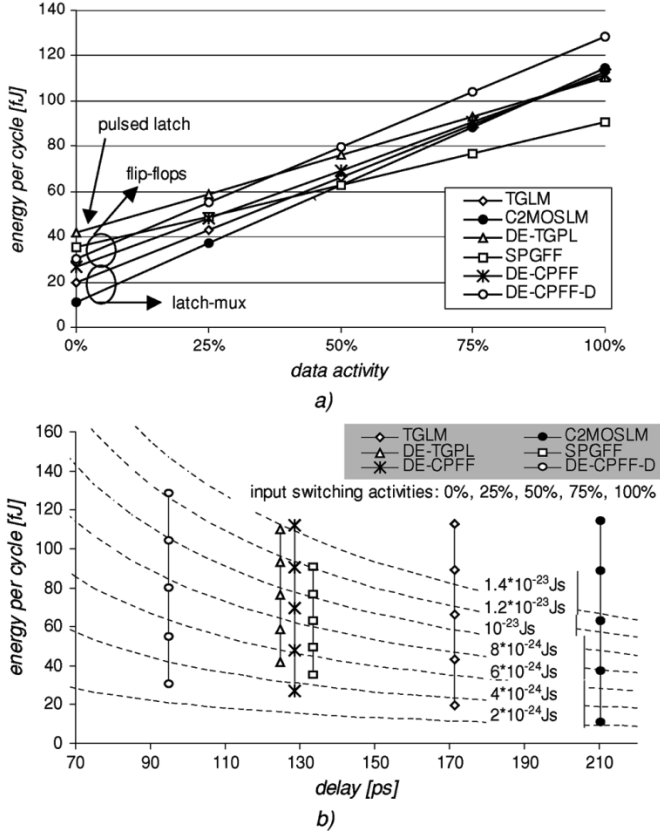 140
120
100
80
60
40
20
0
energy per cycle [fJ]
pulsed latch
flip-flops
latch-mux
TGLM
C2MOSLM
DE-TGPL
SPGFF
DE-CPFF
DE-CPFF-D
0% 25% 50% 75% 100%
data activity
a)
160
140
120
100
80
60
40
20
0
energy per cycle [fJ]
TGLM C2MOSLM
DE-TGPL SPGFF
DE-CPFF DE-CPFF-D
input switching activities: 0%, 25%, 50%, 75%, 100%
1.4*10-23Js
1.2*10-23Js
10-23Js
8*10-24Js
6*10-24Js
4*10-24Js
2*10-24Js
70 90 110 130 150 170 190 210
delay [ps]
b)